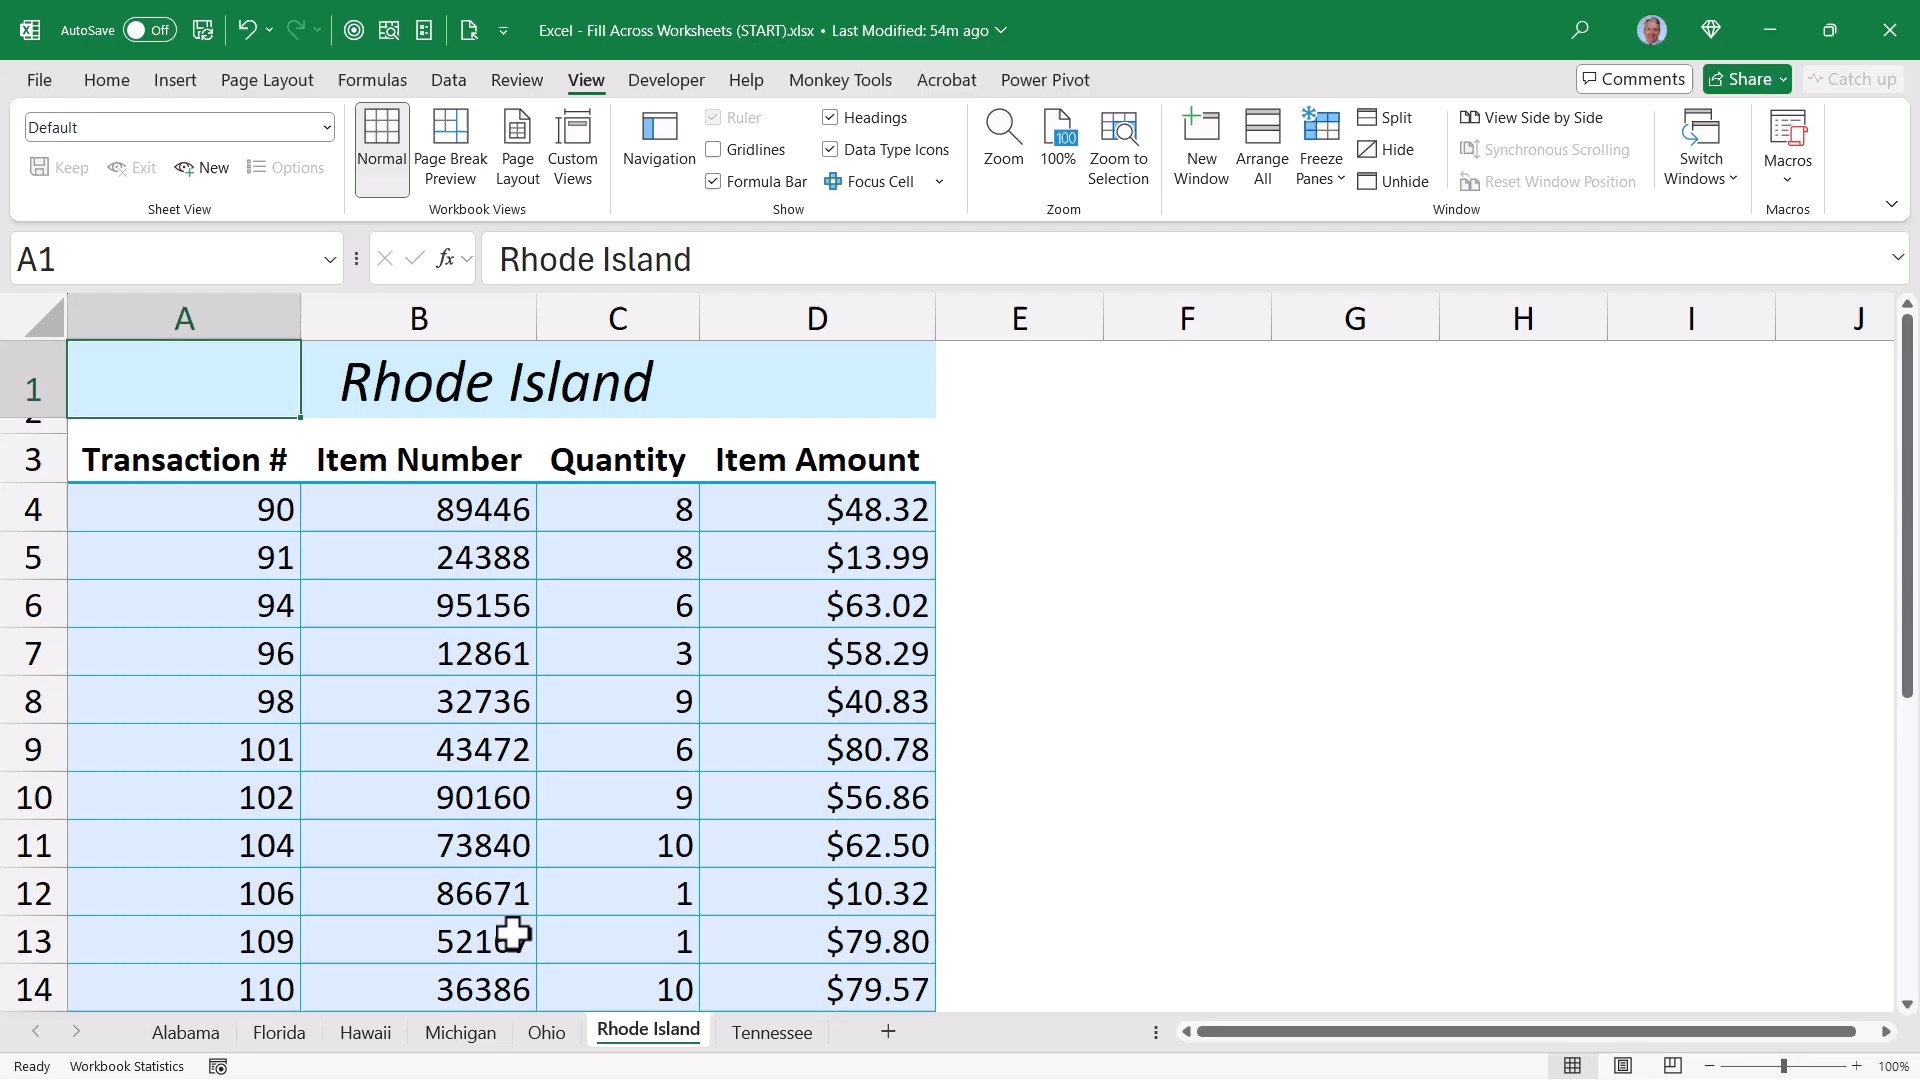 AutoSave Off Excel - Fill Across Worksheets (START).xlsx • Last Modified: 54m ago
File Home Insert Page Layout Formulas Data Review View Developer Help Monkey Tools Acrobat Power Pivot Comments Share Catch up
Default
Keep Exit New Options
Sheet View
Normal
Page Break
Preview
Page
Layout
Custom
Views
Workbook Views
Navigation
Ruler
Gridlines
Formula Bar
Headings
Data Type Icons
Focus Cell
Show
Zoom
100
100%
Zoom to
Selection
Zoom
New
Window
Arrange
All
Freeze
Panes
Split
Hide
Unhide
View Side by Side
Synchronous Scrolling
Reset Window Position
Window
Switch
Windows
Macros
Macros
A1 fx Rhode Island
A B C D E F G H I J
1 Rhode Island
3 Transaction # Item Number Quantity Item Amount
4 90 89446 8 $48.32
5 91 24388 8 $13.99
6 94 95156 6 $63.02
7 96 12861 3 $58.29
8 98 32736 9 $40.83
9 101 43472 6 $80.78
10 102 90160 9 $56.86
11 104 73840 10 $62.50
12 106 86671 1 $10.32
13 109 1 $79.80
14 110 36386 10 $79.57
Alabama Florida Hawaii Michigan Ohio Rhode Island Tennessee
Ready Workbook Statistics 100%